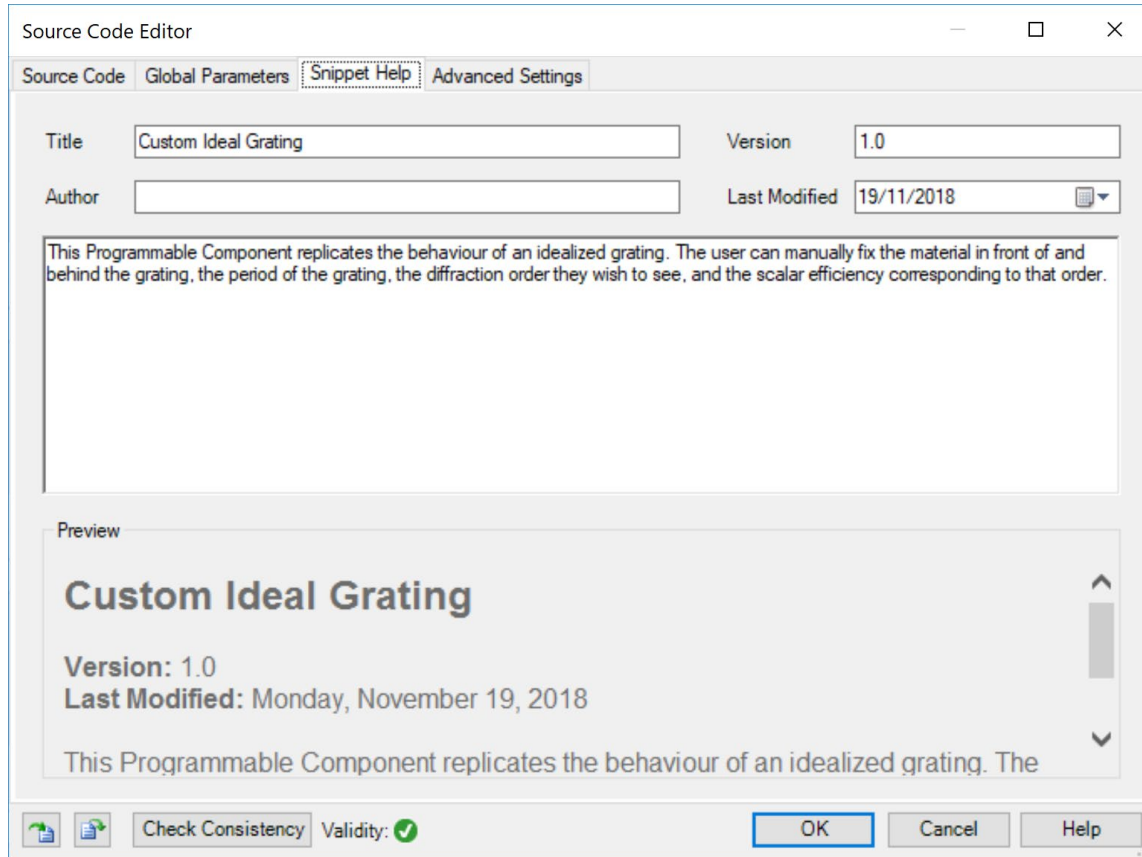 Source Code Editor
Source Code Global Parameters Snippet Help Advanced Settings
Title Custom Ideal Grating Version 1.0
Author Last Modified 19/11/2018
This Programmable Component replicates the behaviour of an idealized grating. The user can manually fix the material in front of and
behind the grating, the period of the grating, the diffraction order they wish to see, and the scalar efficiency corresponding to that order.
Preview
Custom Ideal Grating
Version: 1.0
Last Modified: Monday, November 19, 2018
This Programmable Component replicates the behaviour of an idealized grating. The
Check Consistency Validity: OK Cancel Help